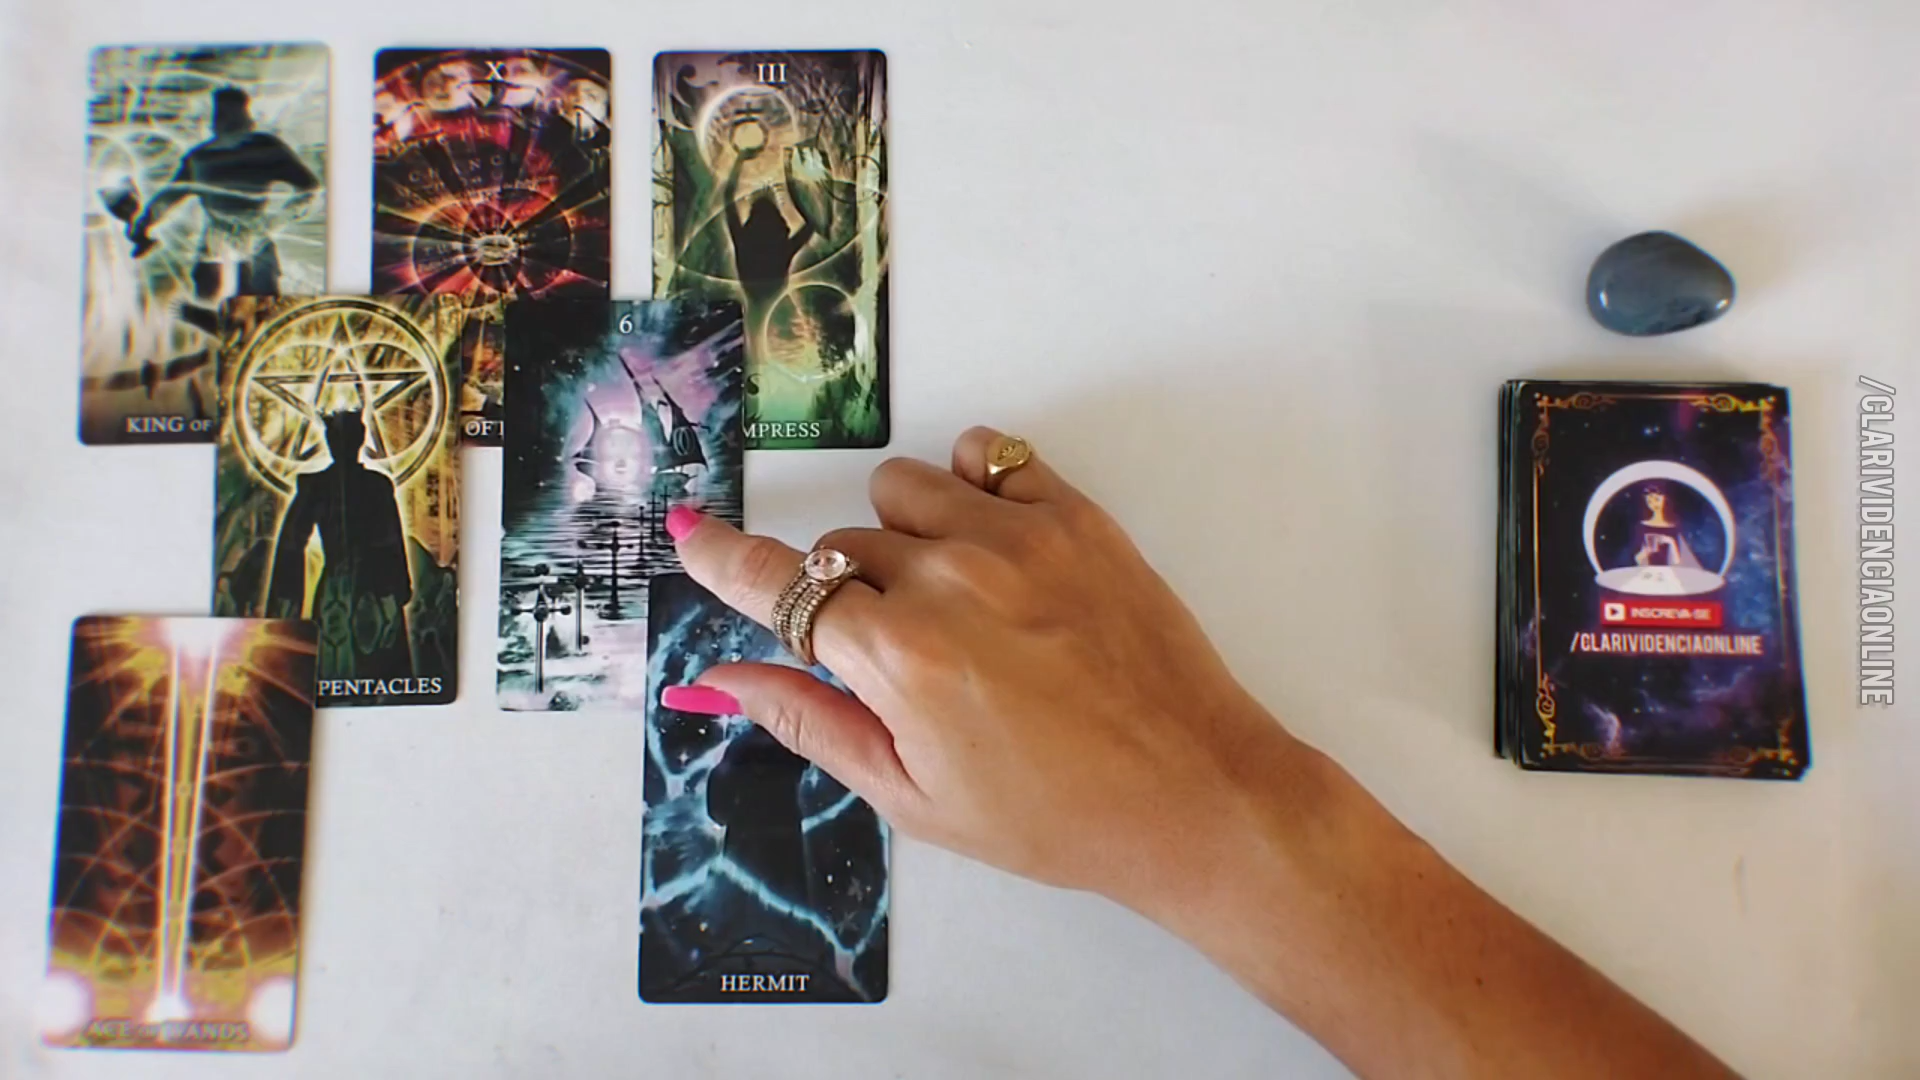 X
III
KING OF
OF
MPRESS
6
PENTACLES
ACE OF WANDS
HERMIT
INSCREVA-SE
/CLARIVIDENCIAONLINE
/CLARIVIDENCIAONLINE